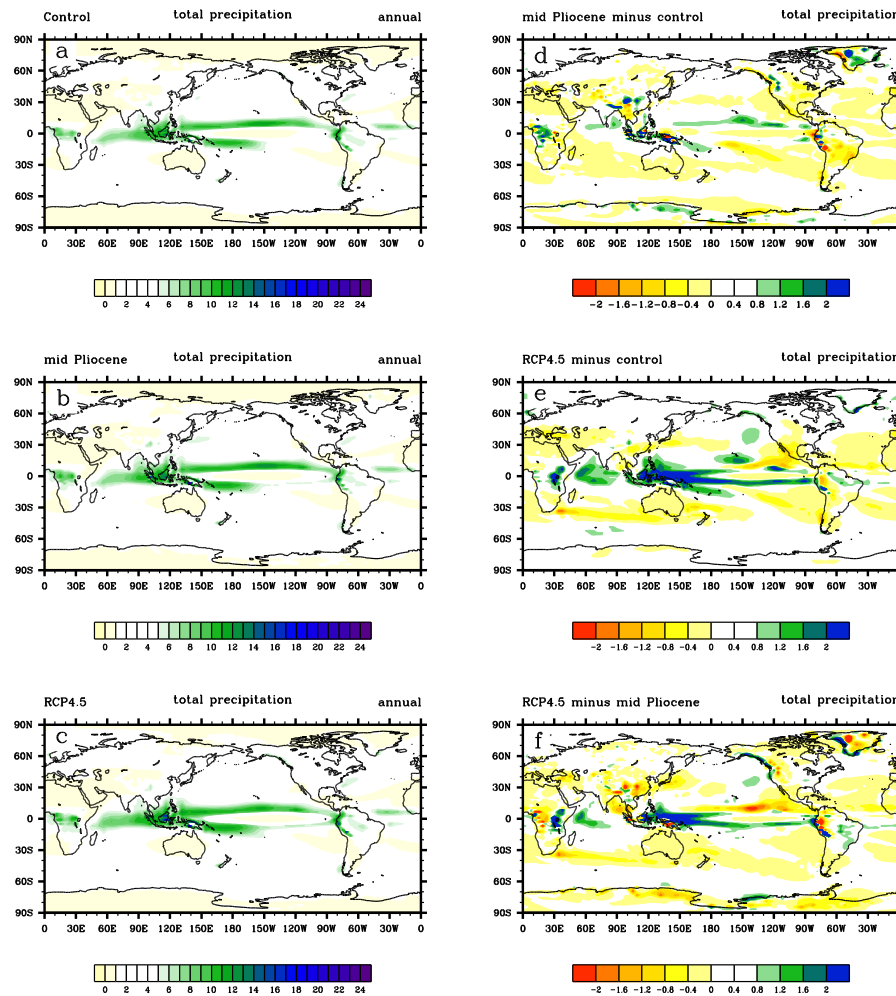 Control total precipitation annual
a
90N
60N
30N
0
30S
60S
90S
0 30E 60E 90E 120E 150E 180 150W 120W 90W 60W 30W 0
0 2 4 6 8 10 12 14 16 18 20 22 24
mid Pliocene minus control total precipitation
d
90N
60N
30N
0
30S
60S
90S
0 30E 60E 90E 120E 150E 180 150W 120W 90W 60W 30W
-2 -1.6 -1.2 -0.8 -0.4 0 0.4 0.8 1.2 1.6 2
mid Pliocene total precipitation annual
b
90N
60N
30N
0
30S
60S
90S
0 30E 60E 90E 120E 150E 180 150W 120W 90W 60W 30W 0
0 2 4 6 8 10 12 14 16 18 20 22 24
RCP4.5 minus control total precipitation
e
90N
60N
30N
0
30S
60S
90S
0 30E 60E 90E 120E 150E 180 150W 120W 90W 60W 30W
-2 -1.6 -1.2 -0.8 -0.4 0 0.4 0.8 1.2 1.6 2
RCP4.5 total precipitation annual
c
90N
60N
30N
0
30S
60S
90S
0 30E 60E 90E 120E 150E 180 150W 120W 90W 60W 30W 0
0 2 4 6 8 10 12 14 16 18 20 22 24
RCP4.5 minus mid Pliocene total precipitation
f
90N
60N
30N
0
30S
60S
90S
0 30E 60E 90E 120E 150E 180 150W 120W 90W 60W 30W
-2 -1.6 -1.2 -0.8 -0.4 0 0.4 0.8 1.2 1.6 2